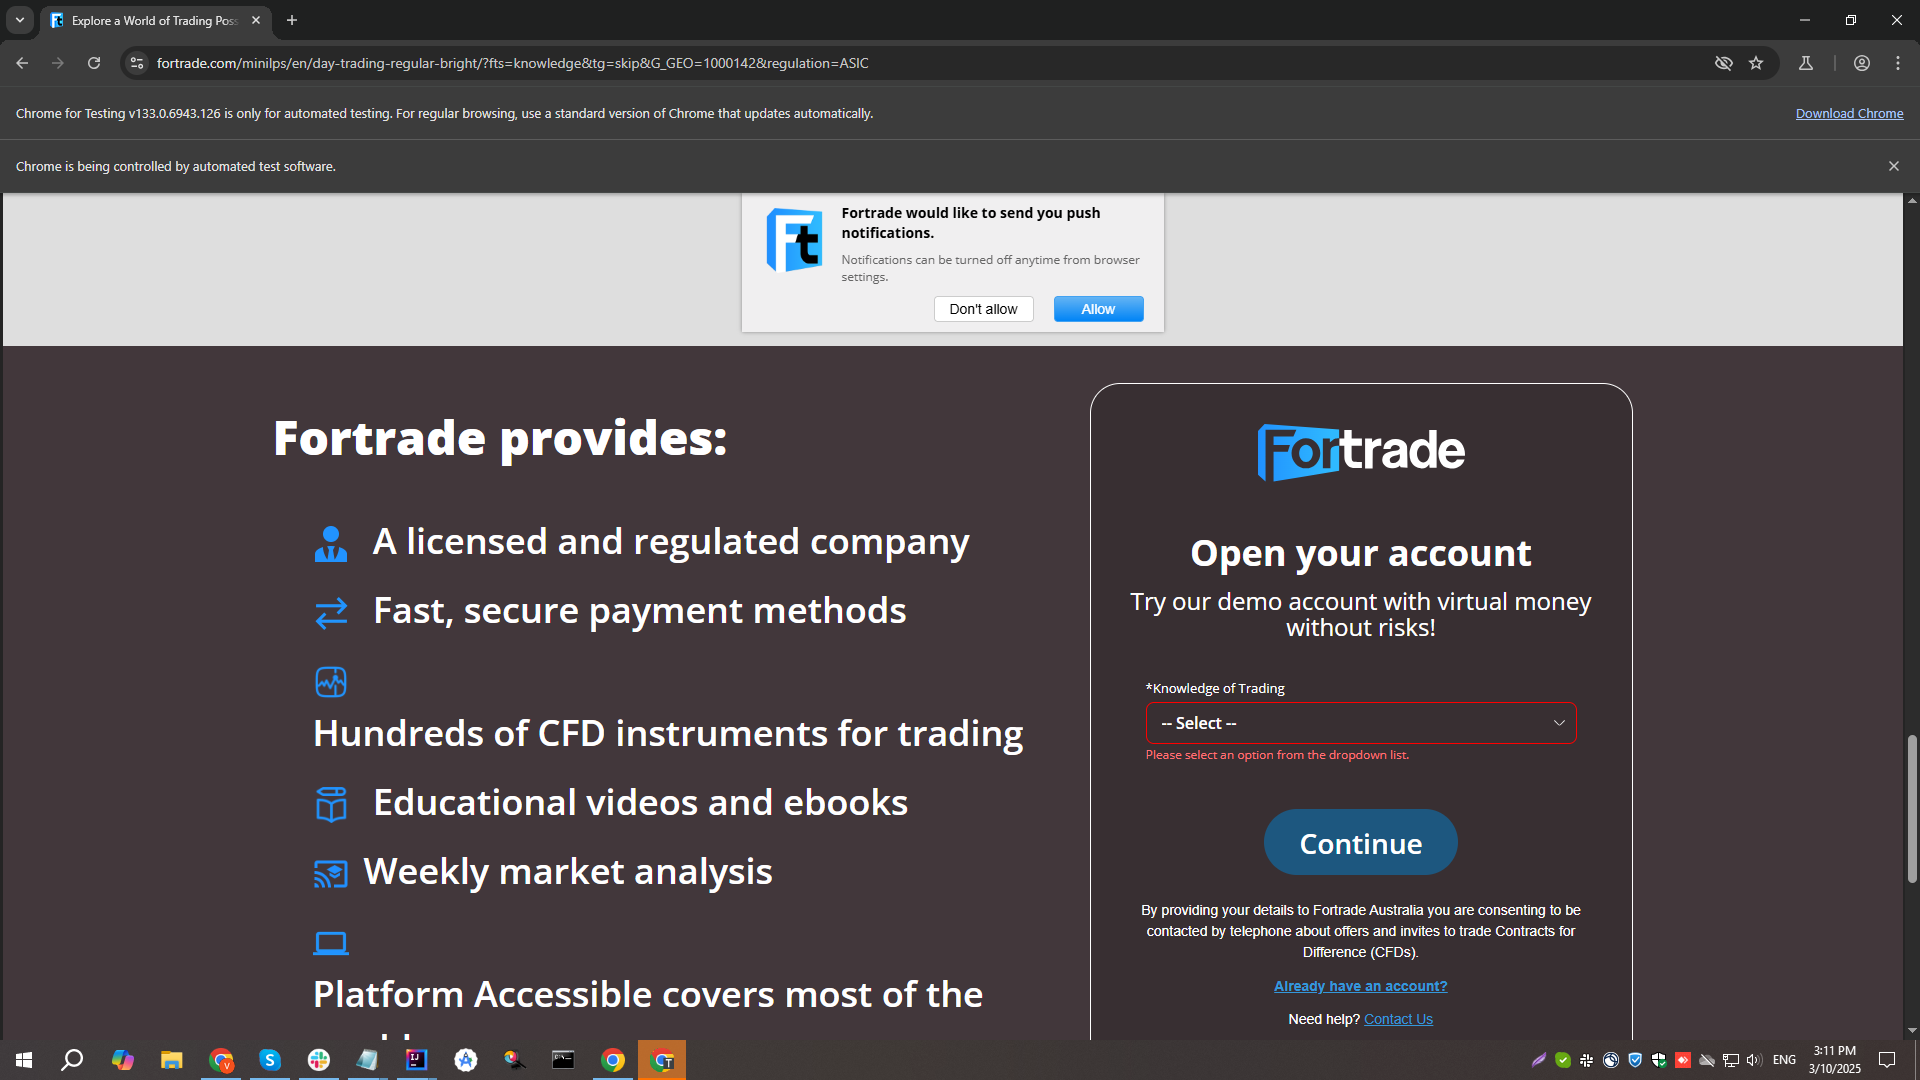 Explore a World of Trading Pos
fortrade.com/minilps/en/day-trading-regular-bright/?fts=knowledge&tg=skip&G_GEO=1000142&regulation=ASIC
Chrome for Testing v133.0.6943.126 is only for automated testing. For regular browsing, use a standard version of Chrome that updates automatically.
Download Chrome
Chrome is being controlled by automated test software.
Ft
Fortrade would like to send you push
notifications.
Notifications can be turned off anytime from browser
settings.
Don't allow
Allow
Fortrade provides:
A licensed and regulated company
Fast, secure payment methods
Hundreds of CFD instruments for trading
Educational videos and ebooks
Weekly market analysis
Platform Accessible covers most of the
Fortrade
Open your account
Try our demo account with virtual money
without risks!
*Knowledge of Trading
-- Select --
Please select an option from the dropdown list.
Continue
By providing your details to Fortrade Australia you are consenting to be
contacted by telephone about offers and invites to trade Contracts for
Difference (CFDs).
Already have an account?
Need help? Contact Us
ENG
3:11 PM
3/10/2025